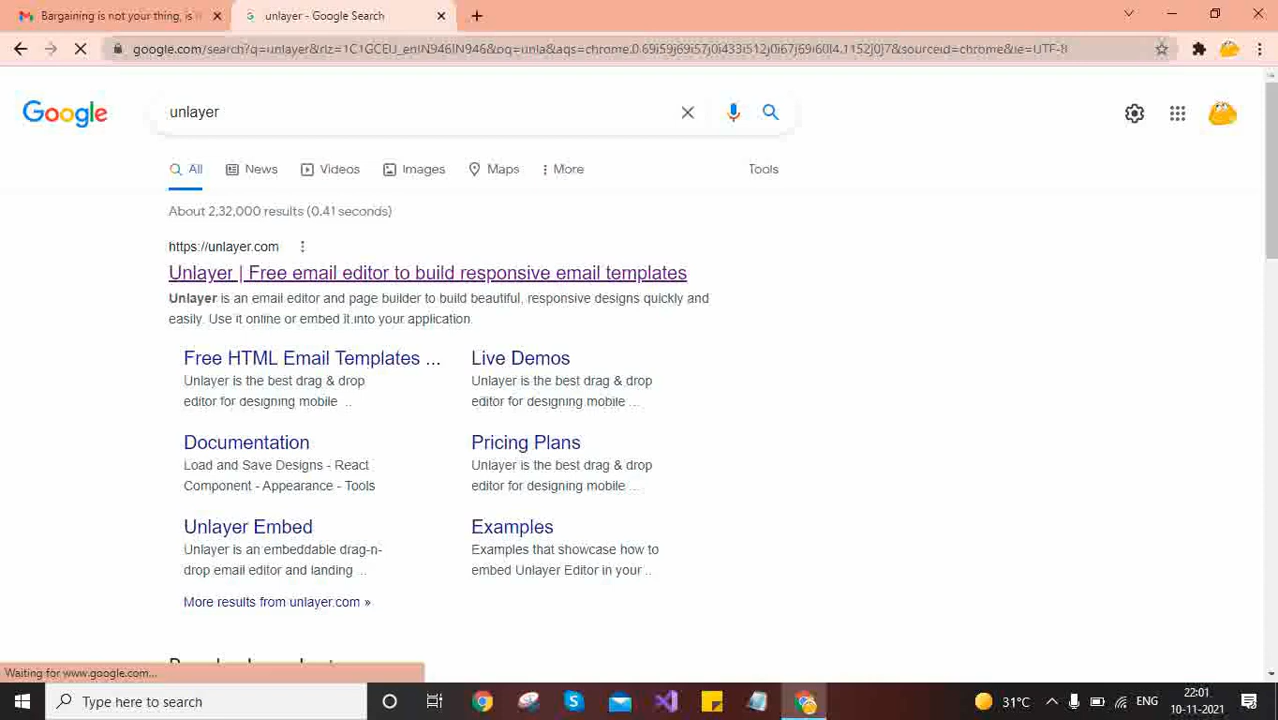 Bargaining is not your thing, is it
unlayer - Google Search
google.com/search?q=unlayer&rlz=1C1GCEU_enIN946IN946&oq=unla&aqs=chrome.0.69i59j69i57j0i433i512j0i67j69i60l4.1152j0j7&sourceid=chrome&ie=UTF-8
Google
unlayer
All News Videos Images Maps More Tools
About 2,32,000 results (0.41 seconds)
https://unlayer.com
Unlayer | Free email editor to build responsive email templates
Unlayer is an email editor and page builder to build beautiful, responsive designs quickly and
easily. Use it online or embed it into your application.
Free HTML Email Templates ...
Unlayer is the best drag & drop
editor for designing mobile ...
Live Demos
Unlayer is the best drag & drop
editor for designing mobile ...
Documentation
Load and Save Designs - React
Component - Appearance - Tools
Pricing Plans
Unlayer is the best drag & drop
editor for designing mobile ...
Unlayer Embed
Unlayer is an embeddable drag-n-
drop email editor and landing ...
Examples
Examples that showcase how to
embed Unlayer Editor in your ...
More results from unlayer.com »
Waiting for www.google.com...
Type here to search
31°C
ENG
22:01
10-11-2021